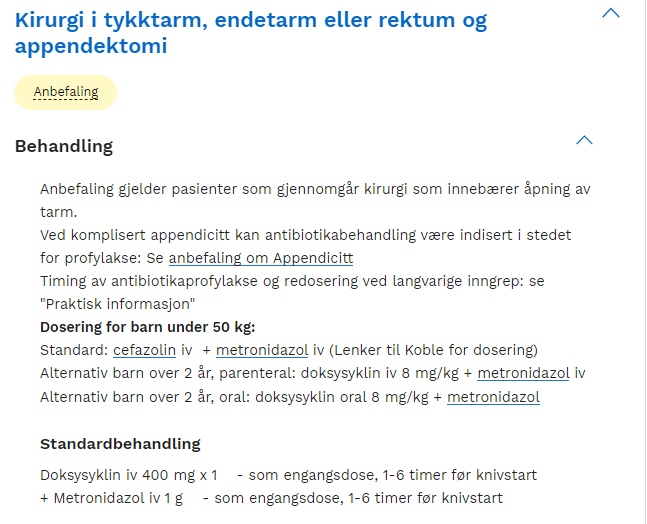 Kirurgi i tykktarm, endetarm eller rektum og
appendektomi
Anbefaling
Behandling
Anbefaling gjelder pasienter som gjennomgår kirurgi som innebærer åpning av
tarm.
Ved komplisert appendicitt kan antibiotikabehandling være indisert i stedet
for profylakse: Se anbefaling om Appendicitt
Timing av antibiotikaprofylakse og redosering ved langvarige inngrep: se
"Praktisk informasjon"
Dosering for barn under 50 kg:
Standard: cefazolin iv + metronidazol iv (Lenker til Koble for dosering)
Alternativ barn over 2 år, parenteral: doksysyklin iv 8 mg/kg + metronidazol iv
Alternativ barn over 2 år, oral: doksysyklin oral 8 mg/kg + metronidazol
Standardbehandling
Doksysyklin iv 400 mg x 1 - som engangsdose, 1-6 timer før knivstart
+ Metronidazol iv 1 g - som engangsdose, 1-6 timer før knivstart